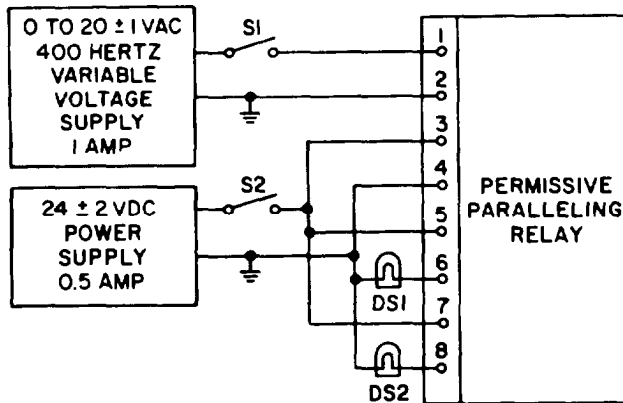 0 TO 20 ± 1 VAC
400 HERTZ
VARIABLE
VOLTAGE
SUPPLY
1 AMP
S1
24 ± 2 VDC
POWER
SUPPLY
0.5 AMP
S2
DS1
DS2
1
2
3
4
5
6
7
8
PERMISSIVE
PARALLELING
RELAY